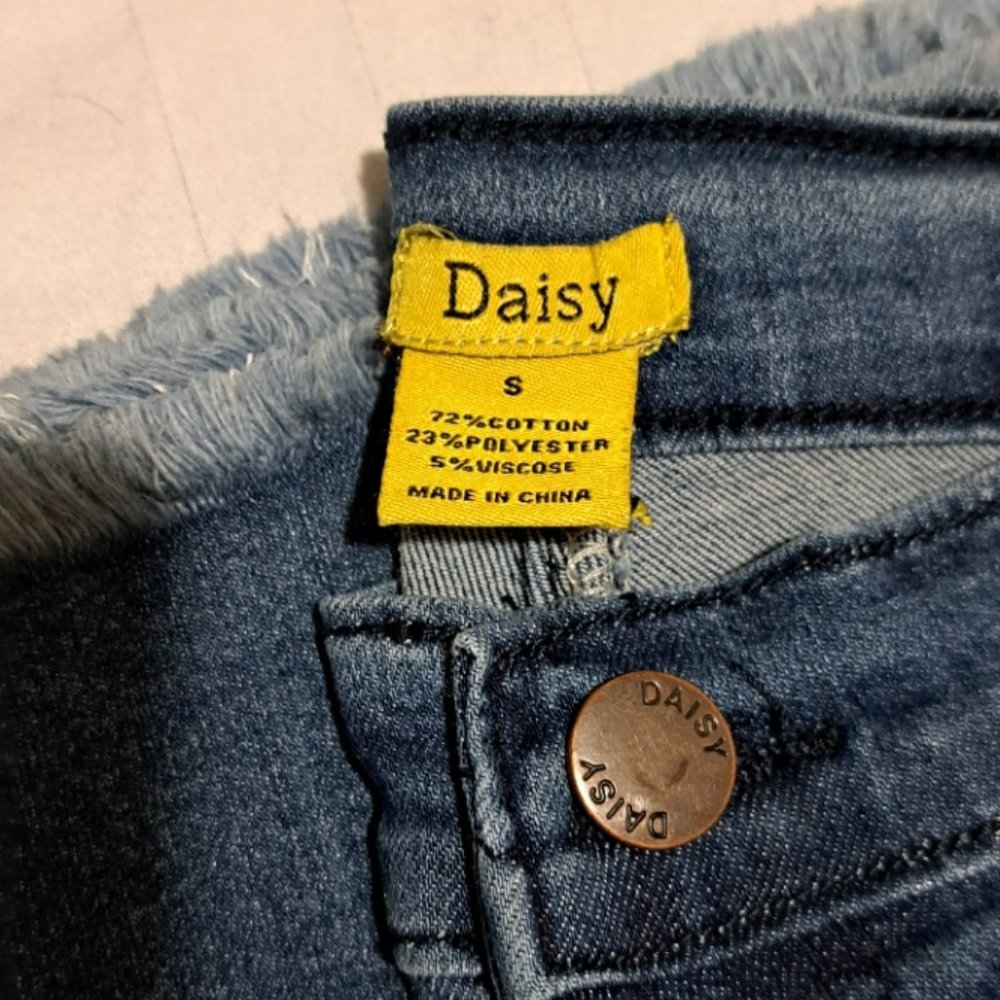 Daisy
S
72%COTTON
23%POLYESTER
5%VISCOSE
MADE IN CHINA
DAISY
DAISY